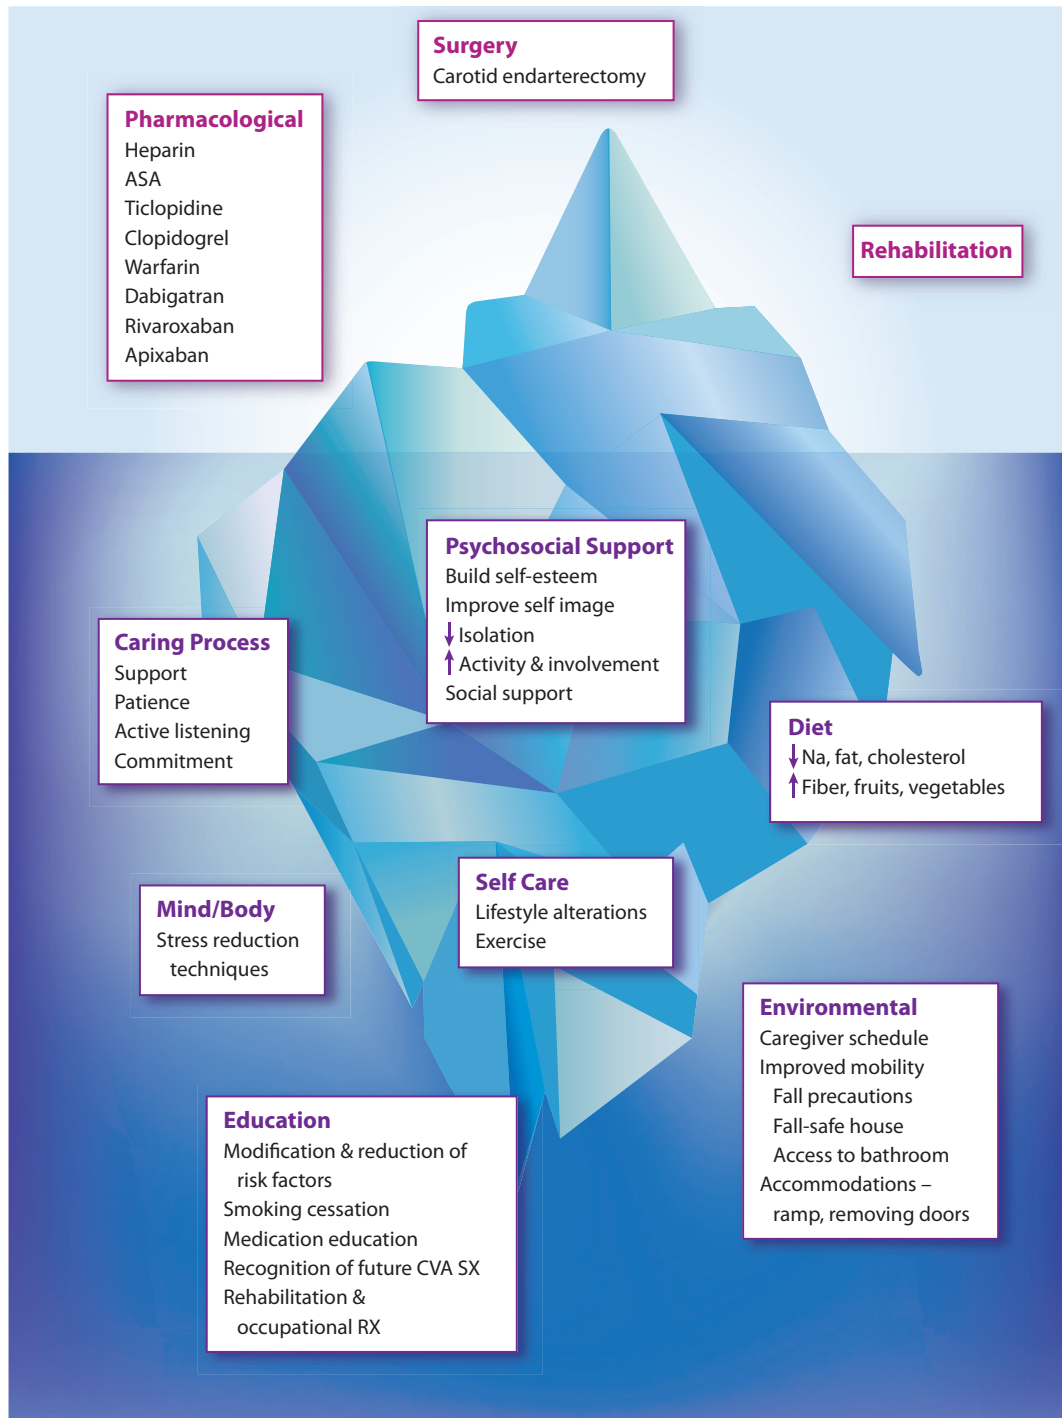 Surgery
Carotid endarterectomy
Pharmacological
Heparin
ASA
Ticlopidine
Clopidogrel
Warfarin
Dabigatran
Rivaroxaban
Apixaban
Rehabilitation
Psychosocial Support
Build self-esteem
Improve self image
↓ Isolation
↑ Activity & involvement
Social support
Caring Process
Support
Patience
Active listening
Commitment
Diet
↓ Na, fat, cholesterol
↑ Fiber, fruits, vegetables
Self Care
Lifestyle alterations
Exercise
Mind/Body
Stress reduction
techniques
Environmental
Caregiver schedule
Improved mobility
Fall precautions
Fall-safe house
Access to bathroom
Accommodations –
ramp, removing doors
Education
Modification & reduction of
risk factors
Smoking cessation
Medication education
Recognition of future CVA SX
Rehabilitation &
occupational RX